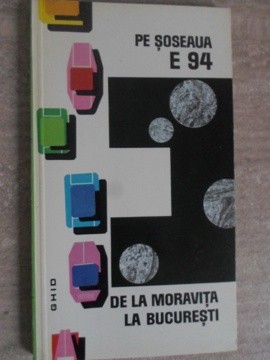 PE ȘOSEAUA
E 94
GHID
DE LA MORAVIȚA
LA BUCUREȘTI